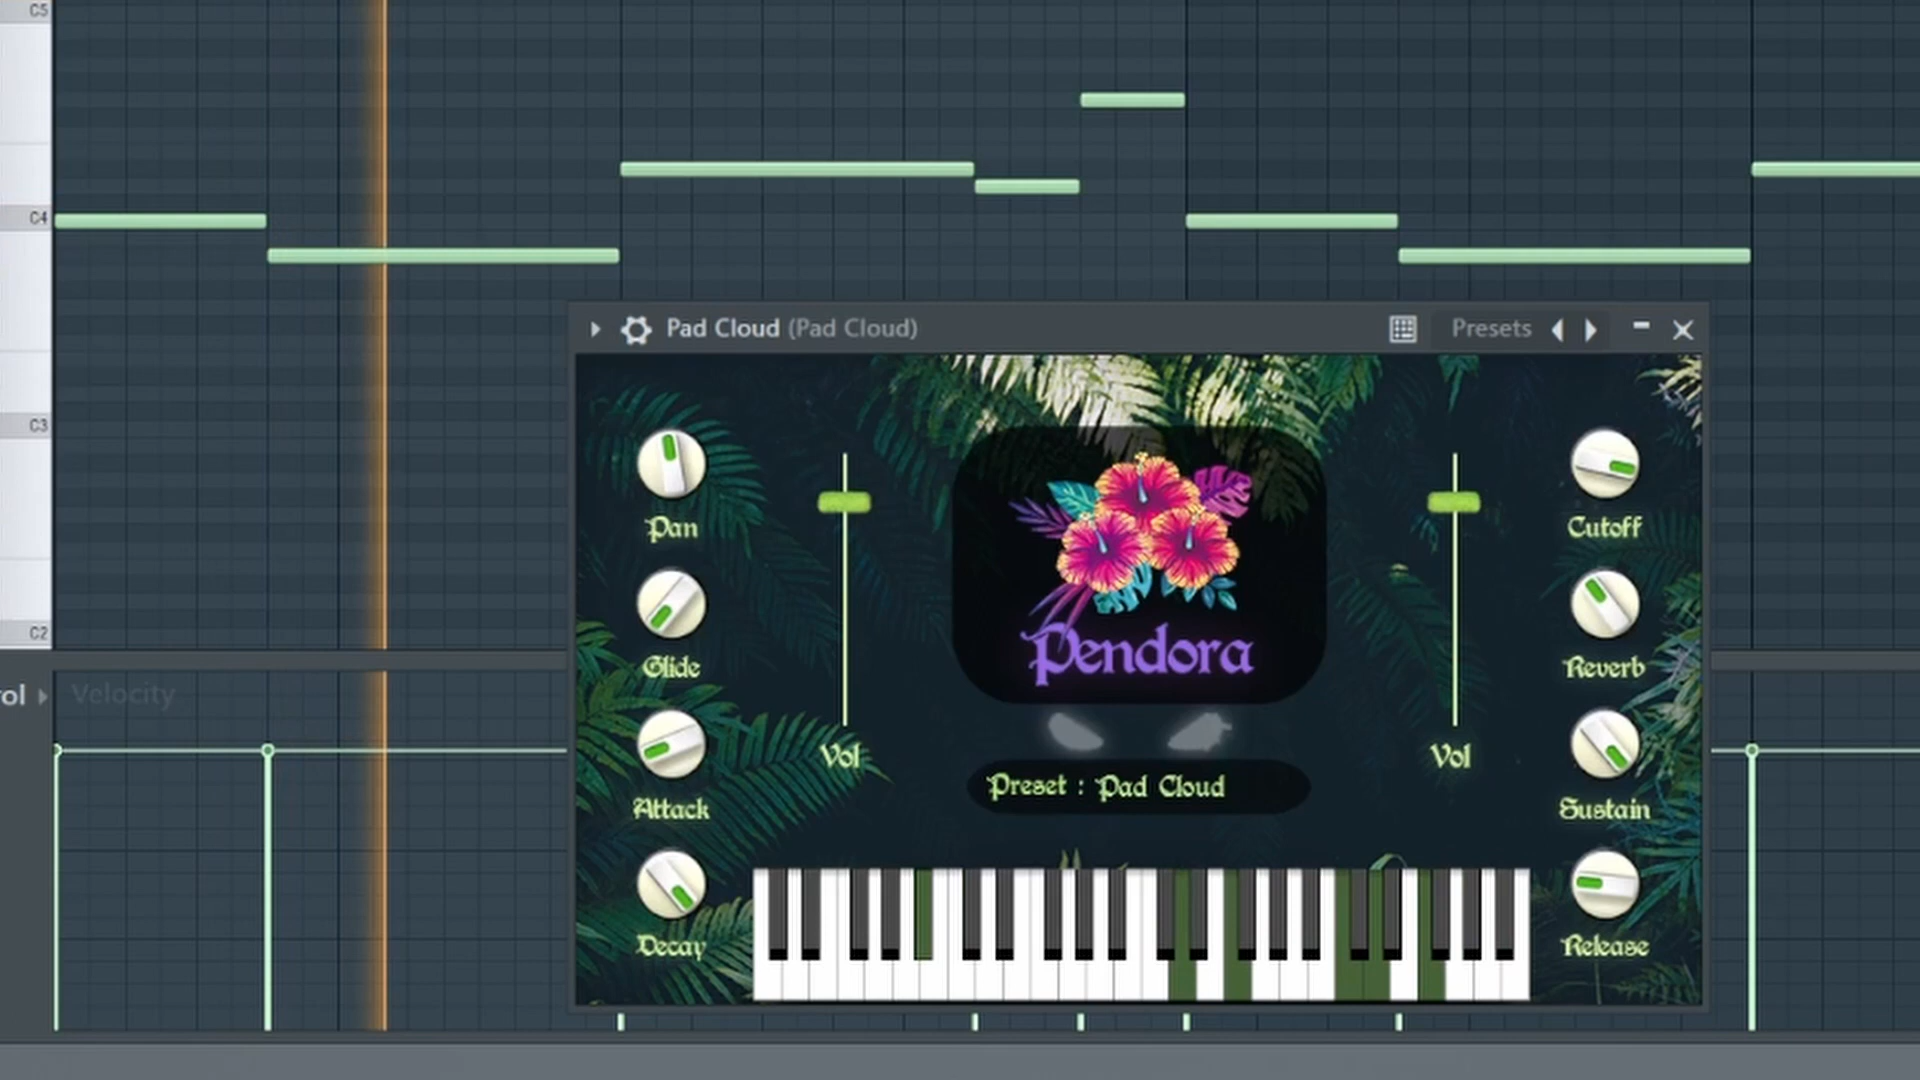 C5
C4
C3
C2
Pad Cloud (Pad Cloud)
Presets
Pan
Glide
Attack
Decay
Vol
Pendora
Preset : Pad Cloud
Vol
Cutoff
Reverb
Sustain
Release
rol
Velocity